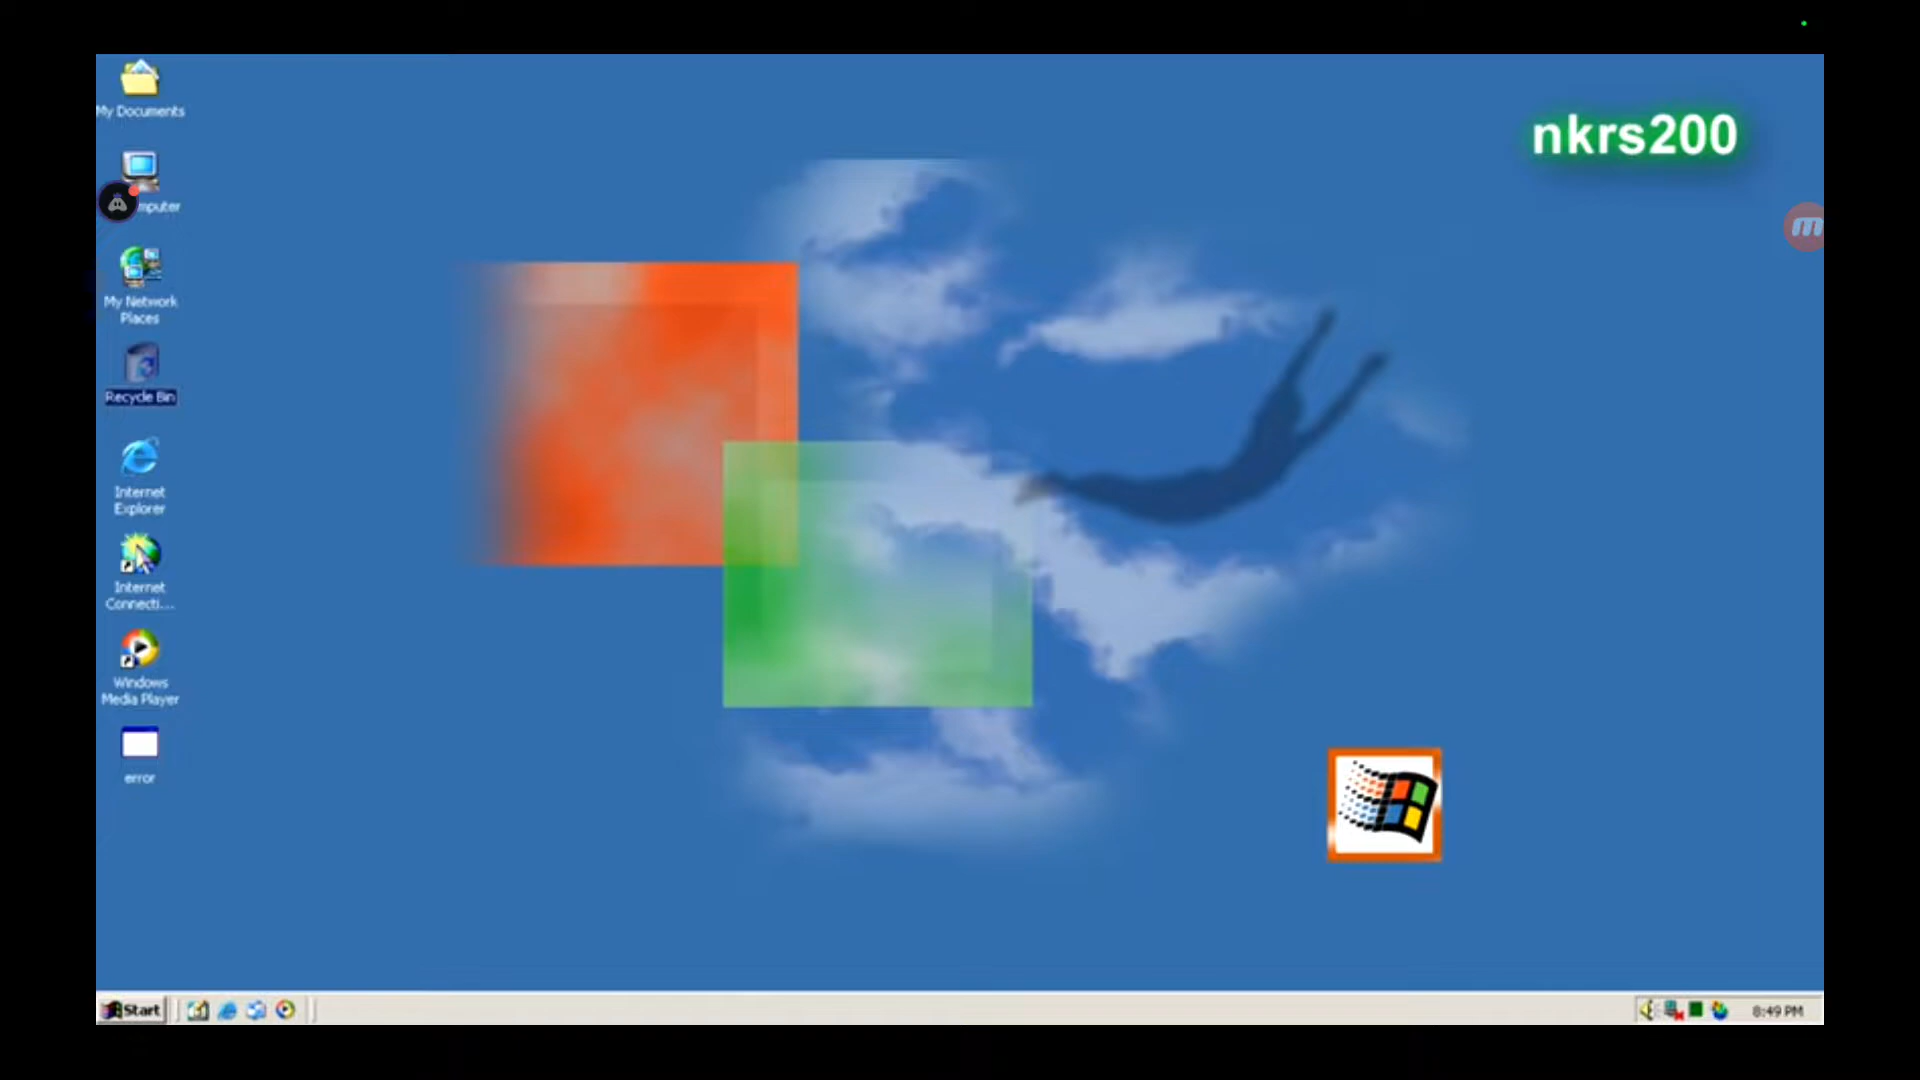 nkrs200
My Documents
mputer
My Network
Places
Recycle Bin
Internet
Explorer
Internet
Connecti...
Windows
Media Player
error
Start
8:49 PM